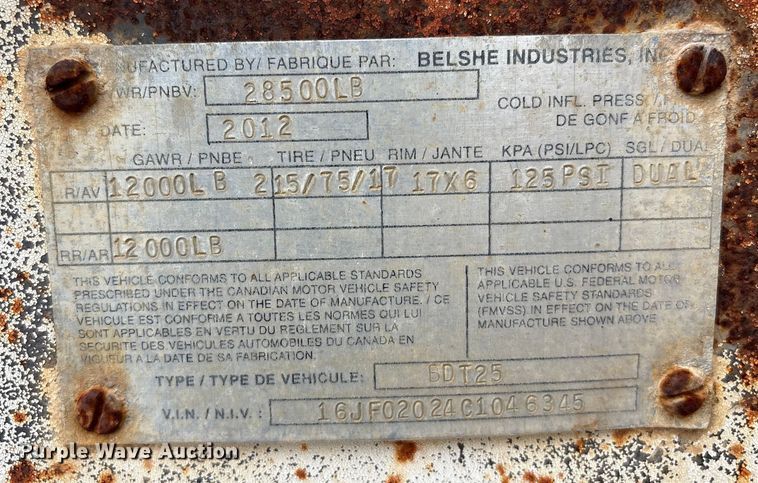 NUFACTURED BY/ FABRIQUE PAR: BELSHE INDUSTRIES, INC
WR/PNBV: 28500LB
COLD INFL. PRESS./
DATE: 2012
DE GONF A FROID
GAWR / PNBE TIRE / PNEU RIM / JANTE KPA (PSI/LPC) SGL / DUAL
R/AV 12000LB 215/75/17 17X6 125PSI DUAL
RR/AR 12000LB
THIS VEHICLE CONFORMS TO ALL APPLICABLE STANDARDS
PRESCRIBED UNDER THE CANADIAN MOTOR VEHICLE SAFETY
REGULATIONS IN EFFECT ON THE DATE OF MANUFACTURE. / CE
VEHICULE EST CONFORME A TOUTES LES NORMES QUI LUI
SONT APPLICABLES EN VERTU DU REGLEMENT SUR LA
SECURITE DES VEHICULES AUTOMOBILES DU CANADA EN
VIGUEUR A LA DATE DE SA FABRICATION.
THIS VEHICLE CONFORMS TO ALL
APPLICABLE U.S. FEDERAL MOTOR
VEHICLE SAFETY STANDARDS
(FMVSS) IN EFFECT ON THE DATE OF
MANUFACTURE SHOWN ABOVE
TYPE / TYPE DE VEHICULE: 6DT25
V.I.N. / N.I.V. : 16JF02024C1046345
Purple Wave Auction